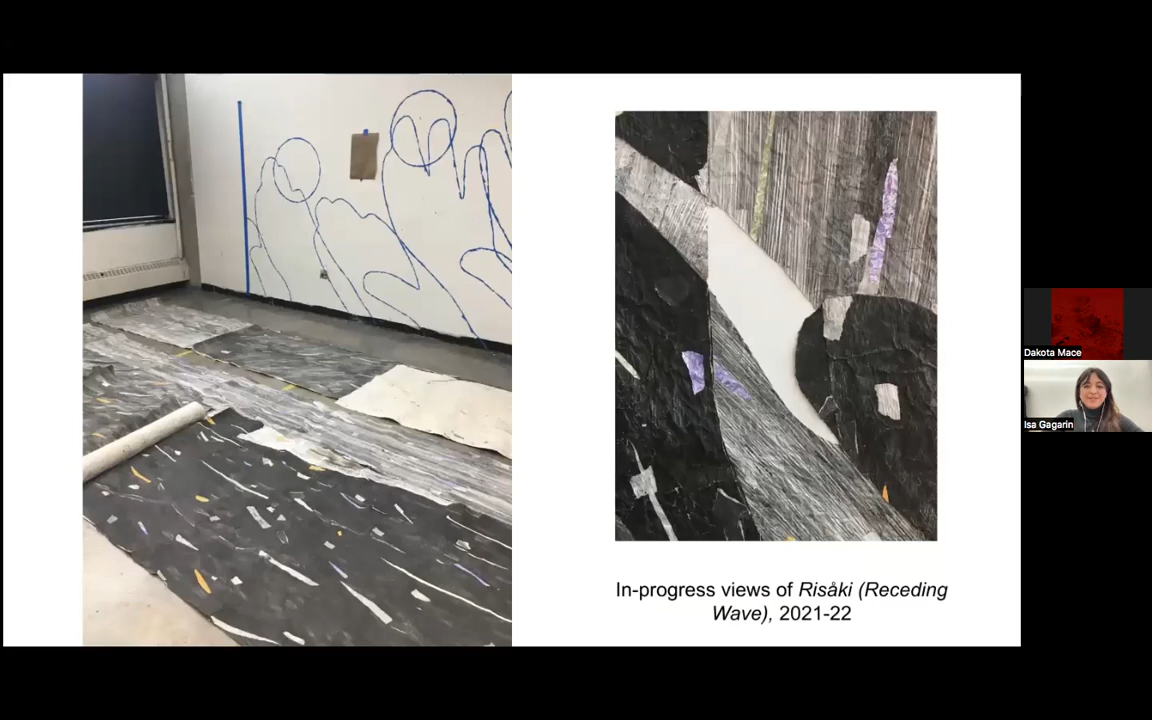 In-progress views of Risåki (Receding
Wave), 2021-22
Dakota Mace
Isa Gagarin